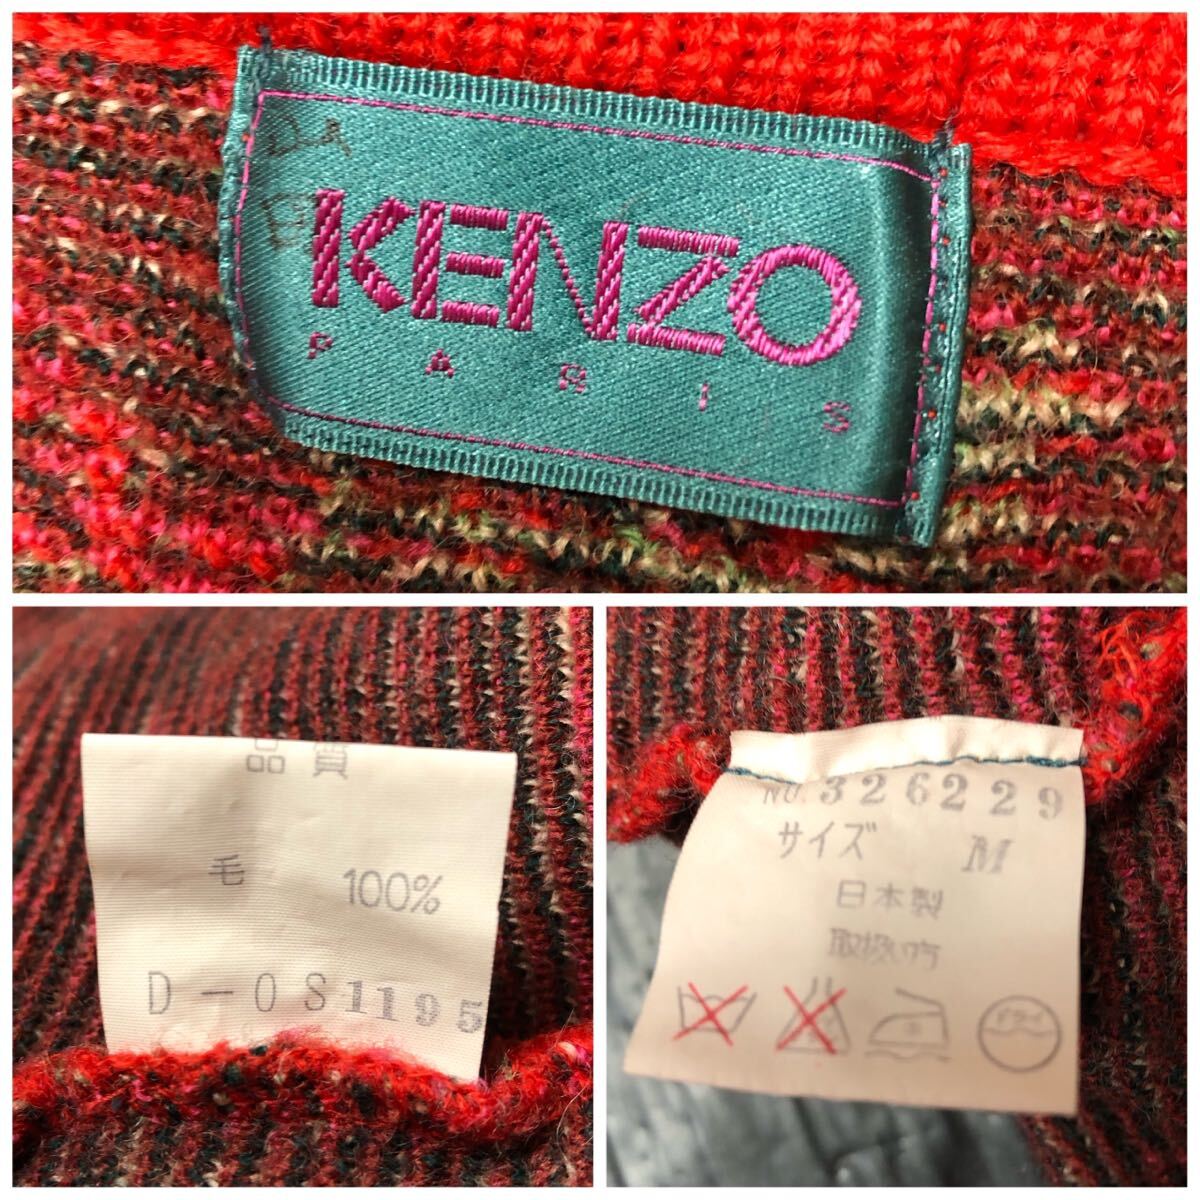 KENZO
PARIS
品質
毛 100%
D-0S1195
NO. 326229
サイズ M
日本製
取扱い方
ドライ